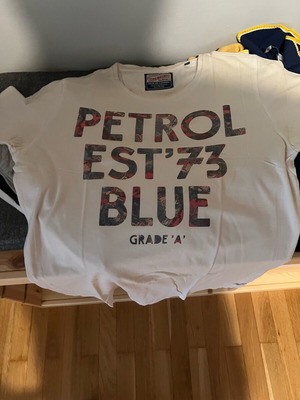 PETROL
EST'73
BLUE
GRADE 'A'